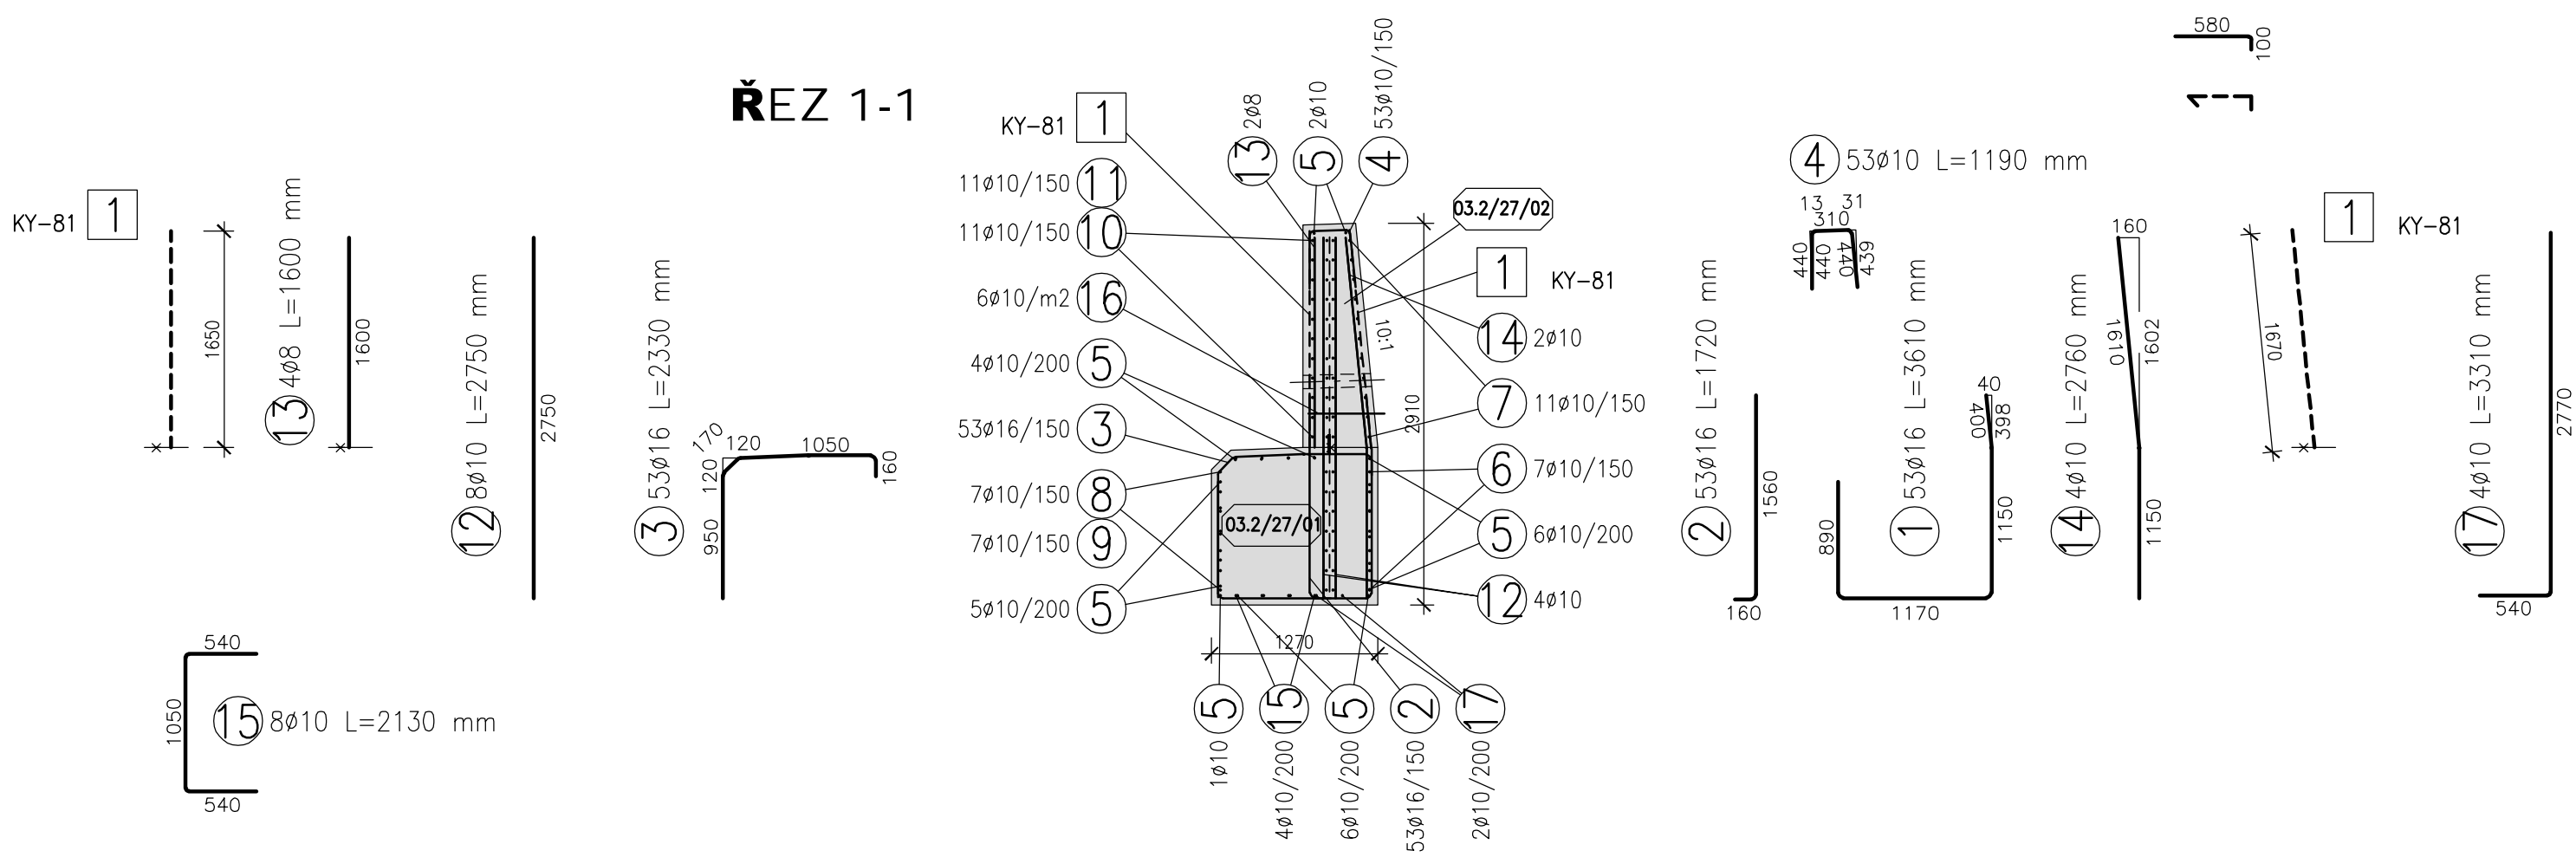 580
100
ŘEZ 1-1
KY-81
1
13
2ø8
5
2ø10
4
53ø10/150
11ø10/150
11
11ø10/150
10
6ø10/m2
16
4ø10/200
5
53ø16/150
3
7ø10/150
8
7ø10/150
9
5ø10/200
5
03.2/27/02
1
KY-81
10:1
14
2ø10
7
11ø10/150
6
7ø10/150
5
6ø10/200
12
4ø10
03.2/27/01
2910
1270
5
1ø10
15
4ø10/200
5
6ø10/200
2
53ø16/150
17
2ø10/200
KY-81
1
1650
13
4ø8 L=1600 mm
1600
12
8ø10 L=2750 mm
2750
3
53ø16 L=2330 mm
170
120
1050
120
160
950
540
1050
15
8ø10 L=2130 mm
540
4
53ø10 L=1190 mm
13
31
310
440
440
440
439
2
53ø16 L=1720 mm
1560
160
1
53ø16 L=3610 mm
40
400
398
890
1150
1170
14
4ø10 L=2760 mm
160
1610
1602
1150
1
KY-81
1670
17
4ø10 L=3310 mm
2770
540